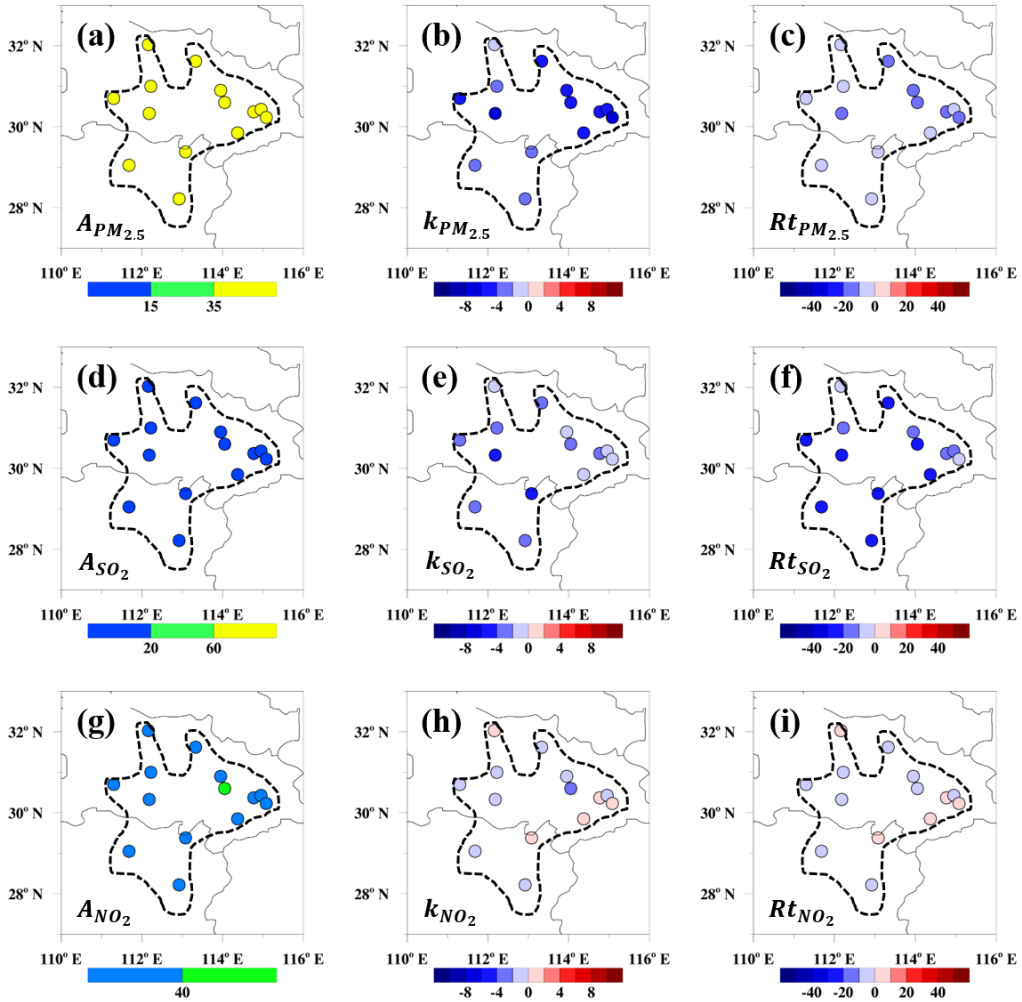 (a) (b) (c)
32° N 32° N 32° N
30° N 30° N 30° N
28° N 28° N 28° N
A_PM2.5 k_PM2.5 Rt_PM2.5
110° E 112 114 116° E 110° E 112 114 116° E 110° E 112 114 116° E
15 35 -8 -4 0 4 8 -40 -20 0 20 40
(d) (e) (f)
32° N 32° N 32° N
30° N 30° N 30° N
28° N 28° N 28° N
A_SO2 k_SO2 Rt_SO2
110° E 112 114 116° E 110° E 112 114 116° E 110° E 112 114 116° E
20 60 -8 -4 0 4 8 -40 -20 0 20 40
(g) (h) (i)
32° N 32° N 32° N
30° N 30° N 30° N
28° N 28° N 28° N
A_NO2 k_NO2 Rt_NO2
110° E 112 114 116° E 110° E 112 114 116° E 110° E 112 114 116° E
40 -8 -4 0 4 8 -40 -20 0 20 40